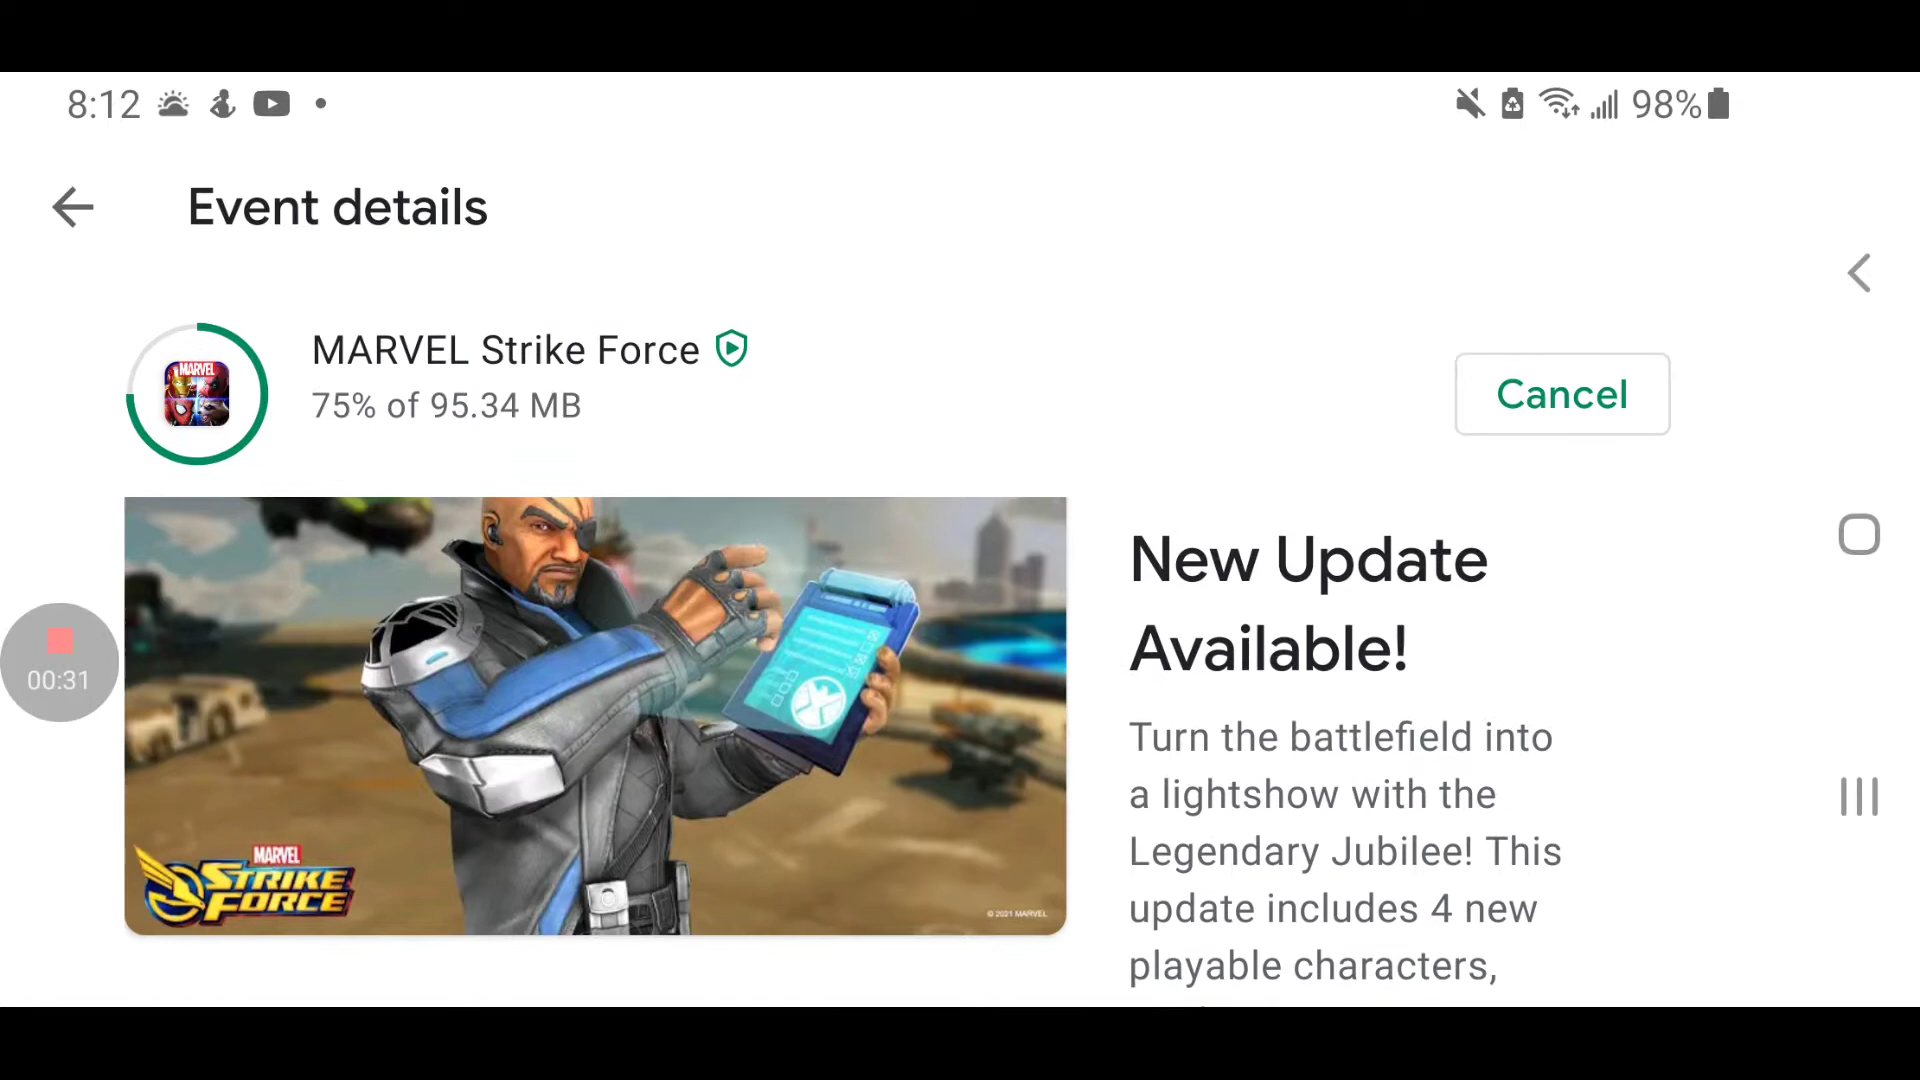 8:12
98%
Event details
MARVEL
MARVEL Strike Force
75% of 95.34 MB
Cancel
New Update
Available!
Turn the battlefield into
a lightshow with the
Legendary Jubilee! This
update includes 4 new
playable characters,
00:31
MARVEL
STRIKE
FORCE
© 2021 MARVEL